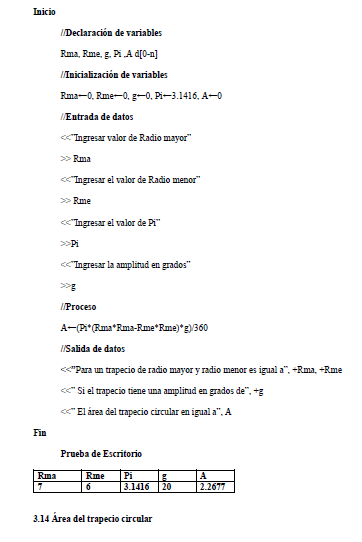 Inicio
//Declaración de variables
Rma, Rme, g, Pi ,A d[0-n]
//Inicialización de variables
Rma←0, Rme←0, g←0, Pi←3.1416, A←0
//Entrada de datos
<<"Ingresar valor de Radio mayor"
>> Rma
<<"Ingresar el valor de Radio menor"
>> Rme
<<"Ingresar el valor de Pi"
>>Pi
<<"Ingresar la amplitud en grados"
>>g
//Proceso
A←(Pi*(Rma*Rma-Rme*Rme)*g)/360
//Salida de datos
<<"Para un trapecio de radio mayor y radio menor es igual a", +Rma, +Rme
<<" Si el trapecio tiene una amplitud en grados de", +g
<<" El área del trapecio circular en igual a", A
Fin
Prueba de Escritorio
Rma Rme Pi g A
7 6 3.1416 20 2.2677
3.14 Área del trapecio circular